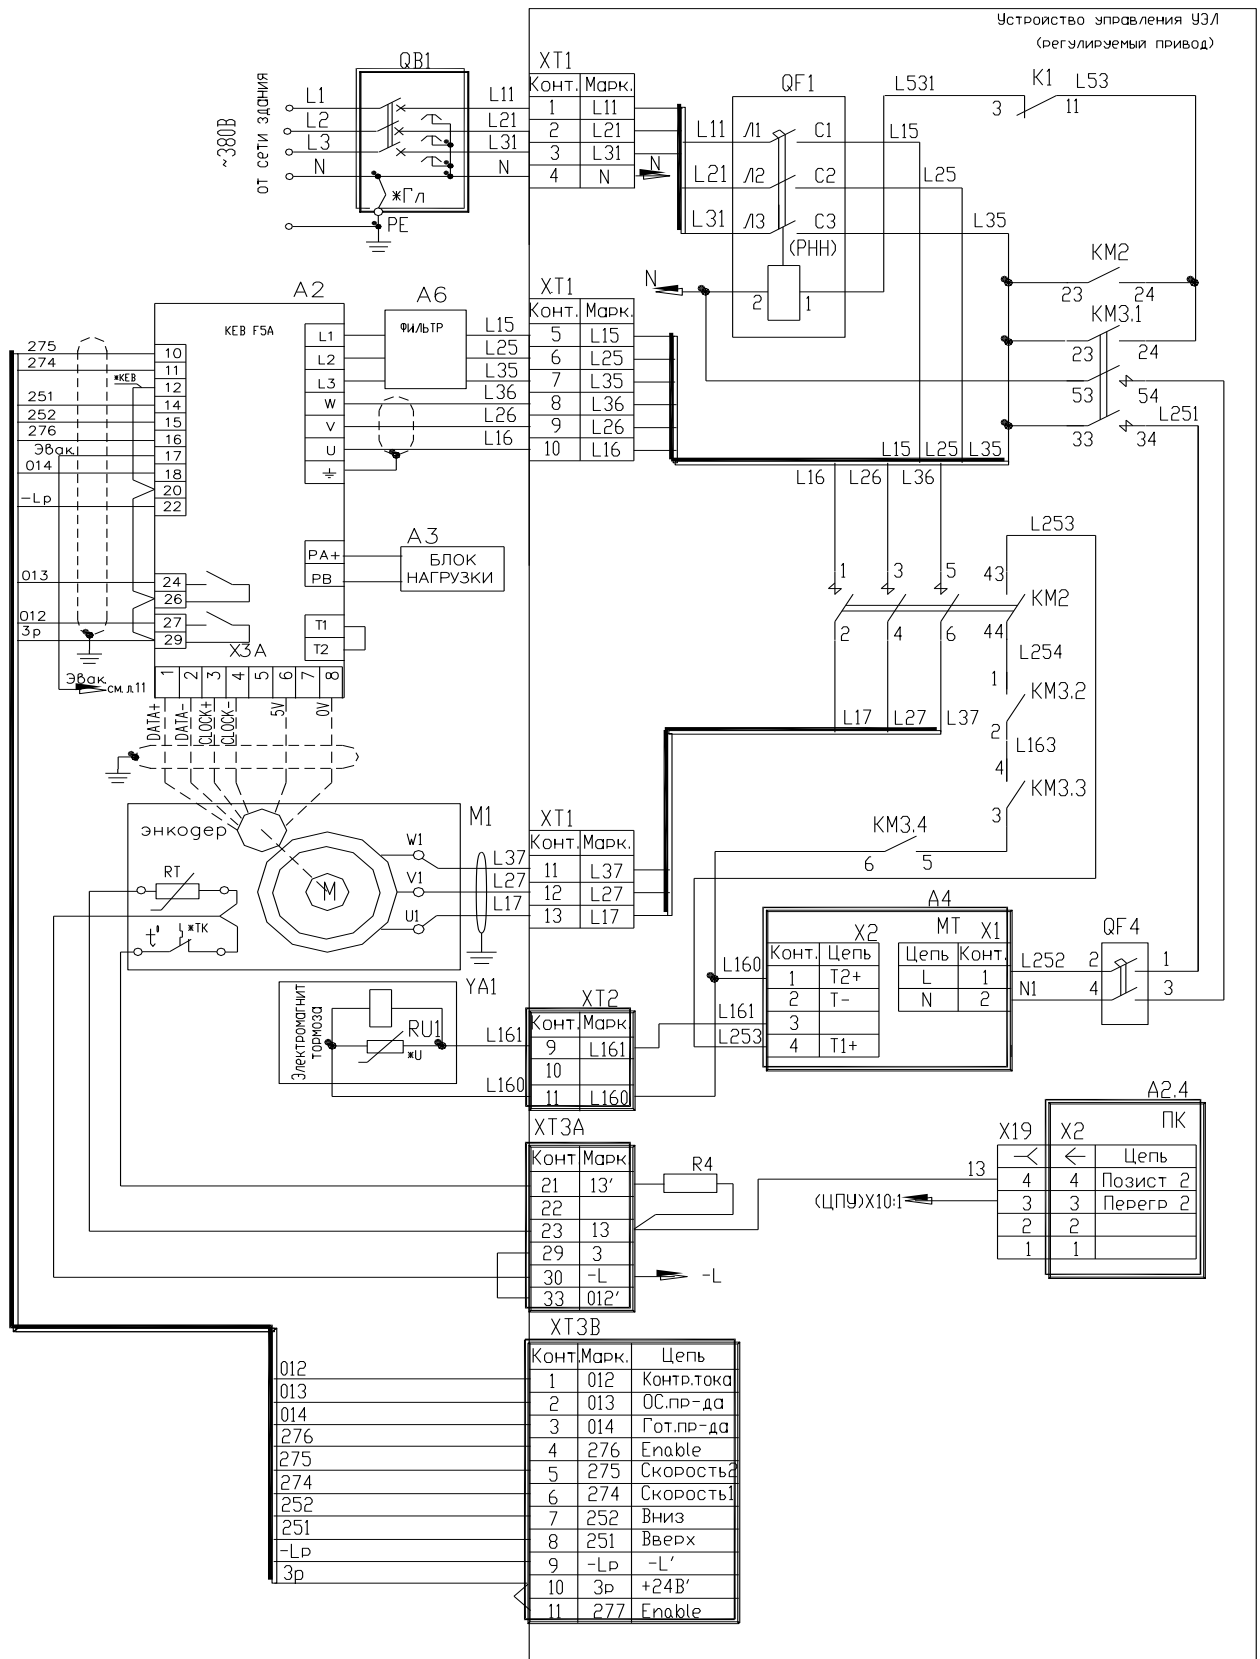 Устройство управления УЭЛ
(регулируемый привод)
~380В
от сети здания
QB1
L1
L2
L3
N
L11
L21
L31
N
жГл
PE
XT1
Конт. Марк.
1 L11
2 L21
3 L31
4 N
N
QF1
L11 Л1 С1 L15
L21 Л2 С2 L25
L31 Л3 С3 L35
(РНН)
N
2 1
L531
K1
L53
3 11
KM2
23 24
KM3.1
23 24
53 54
33 34
L251
A2
KEB F5A
A6
ФИЛЬТР
L1
L2
L3
W
V
U
L15
L25
L35
L36
L26
L16
XT1
Конт. Марк.
5 L15
6 L25
7 L35
8 L36
9 L26
10 L16
275 10
274 11
жКЕВ 12
251 14
252 15
276 16
Эвак. 17
014 18
20
-Lp 22
013 24
26
012 27
3р 29
Эвак.
см.л.11
A3
БЛОК
НАГРУЗКИ
PA+
PB
T1
T2
X3A
1 2 3 4 5 6 7 8
DATA+
DATA-
CLOCK+
CLOCK-
5V
0V
L15 L25 L35
L16 L26 L36
1 3 5 43
2 4 6 44
KM2
L253
L254
1
KM3.2
2
L163
4
KM3.3
3
KM3.4
6 5
L17 L27 L37
энкодер
M1
M
W1
V1
U1
L37
L27
L17
RT
t°
жТК
XT1
Конт. Марк.
11 L37
12 L27
13 L17
A4
МТ
X2
Конт. Цепь
1 Т2+
2 Т-
3
4 Т1+
X1
Цепь Конт.
L 1
N 2
L160
L161
L253
L252
N1
QF4
2 1
4 3
YA1
Электромагнит
тормоза
RU1
жU
L161
L160
XT2
Конт. Марк
9 L161
10
11 L160
XT3A
Конт Марк
21 13'
22
23 13
29 3
30 -L
33 012'
R4
-L
13
(ЦПУ)X10:1
A2.4
ПК
X19 X2
Цепь
4 4 Позист 2
3 3 Перегр 2
2 2
1 1
XT3B
Конт. Марк. Цепь
1 012 Контр.тока
2 013 ОС.пр-да
3 014 Гот.пр-да
4 276 Enable
5 275 Скорость2
6 274 Скорость1
7 252 Вниз
8 251 Вверх
9 -Lp -L'
10 3р +24В'
11 277 Enable
012
013
014
276
275
274
252
251
-Lp
3р